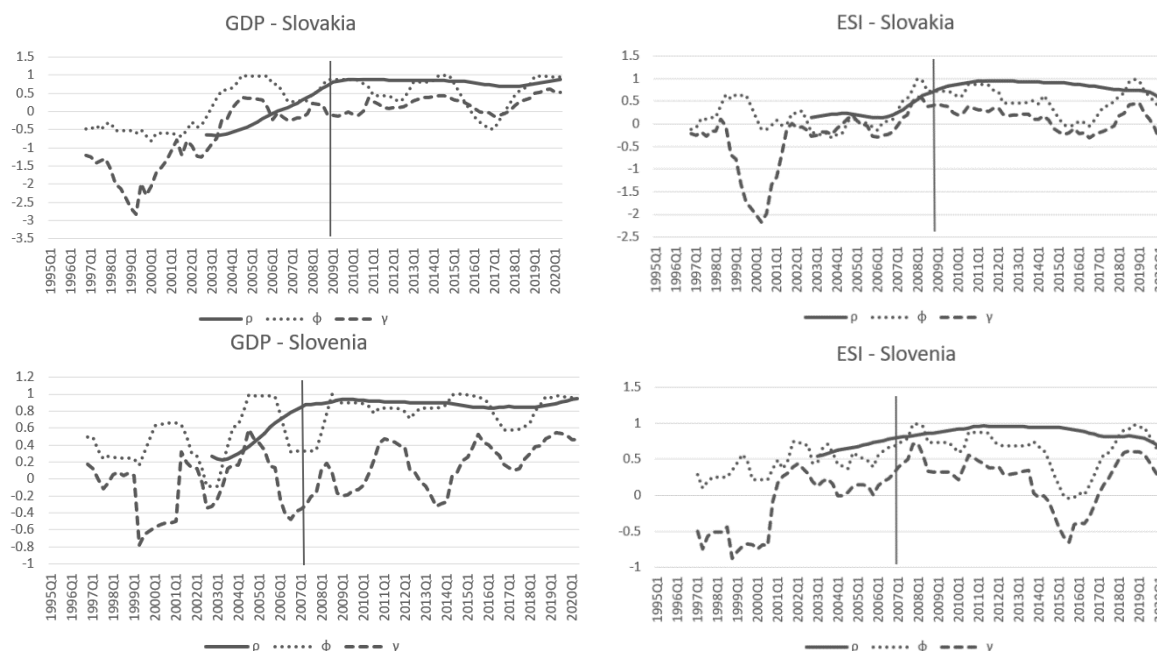 GDP - Slovakia
1.5
1
0.5
0
-0.5
-1
-1.5
-2
-2.5
-3
-3.5
1995Q1
1996Q1
1997Q1
1998Q1
1999Q1
2000Q1
2001Q1
2002Q1
2003Q1
2004Q1
2005Q1
2006Q1
2007Q1
2008Q1
2009Q1
2010Q1
2011Q1
2012Q1
2013Q1
2014Q1
2015Q1
2016Q1
2017Q1
2018Q1
2019Q1
2020Q1
ρ ϕ γ
ESI - Slovakia
1.5
1
0.5
0
-0.5
-1
-1.5
-2
-2.5
1995Q1
1996Q1
1997Q1
1998Q1
1999Q1
2000Q1
2001Q1
2002Q1
2003Q1
2004Q1
2005Q1
2006Q1
2007Q1
2008Q1
2009Q1
2010Q1
2011Q1
2012Q1
2013Q1
2014Q1
2015Q1
2016Q1
2017Q1
2018Q1
2019Q1
ρ ϕ γ
GDP - Slovenia
1.2
1
0.8
0.6
0.4
0.2
0
-0.2
-0.4
-0.6
-0.8
-1
1995Q1
1996Q1
1997Q1
1998Q1
1999Q1
2000Q1
2001Q1
2002Q1
2003Q1
2004Q1
2005Q1
2006Q1
2007Q1
2008Q1
2009Q1
2010Q1
2011Q1
2012Q1
2013Q1
2014Q1
2015Q1
2016Q1
2017Q1
2018Q1
2019Q1
2020Q1
ρ ϕ γ
ESI - Slovenia
1.5
1
0.5
0
-0.5
-1
1995Q1
1996Q1
1997Q1
1998Q1
1999Q1
2000Q1
2001Q1
2002Q1
2003Q1
2004Q1
2005Q1
2006Q1
2007Q1
2008Q1
2009Q1
2010Q1
2011Q1
2012Q1
2013Q1
2014Q1
2015Q1
2016Q1
2017Q1
2018Q1
2019Q1
ρ ϕ γ